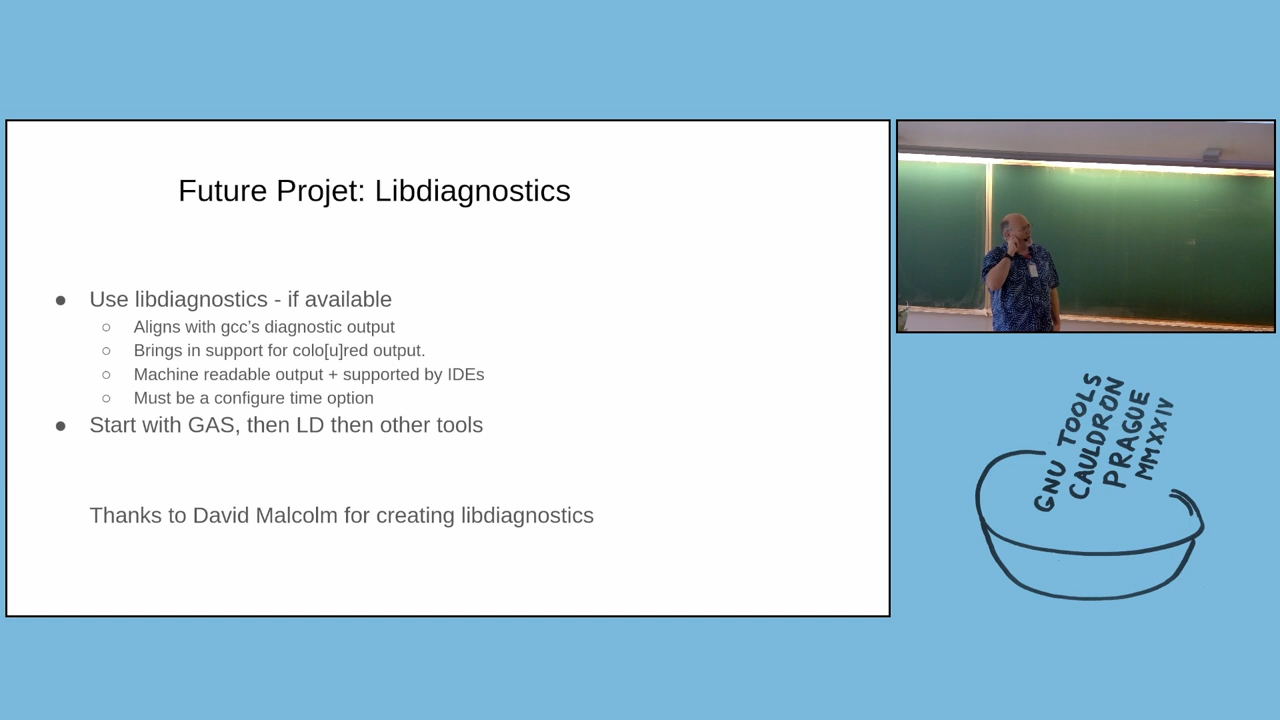 Future Projet: Libdiagnostics
● Use libdiagnostics - if available
○ Aligns with gcc’s diagnostic output
○ Brings in support for colo[u]red output.
○ Machine readable output + supported by IDEs
○ Must be a configure time option
● Start with GAS, then LD then other tools
Thanks to David Malcolm for creating libdiagnostics
GNU TOOLS
CAULDRON
PRAGUE
MMXXIV